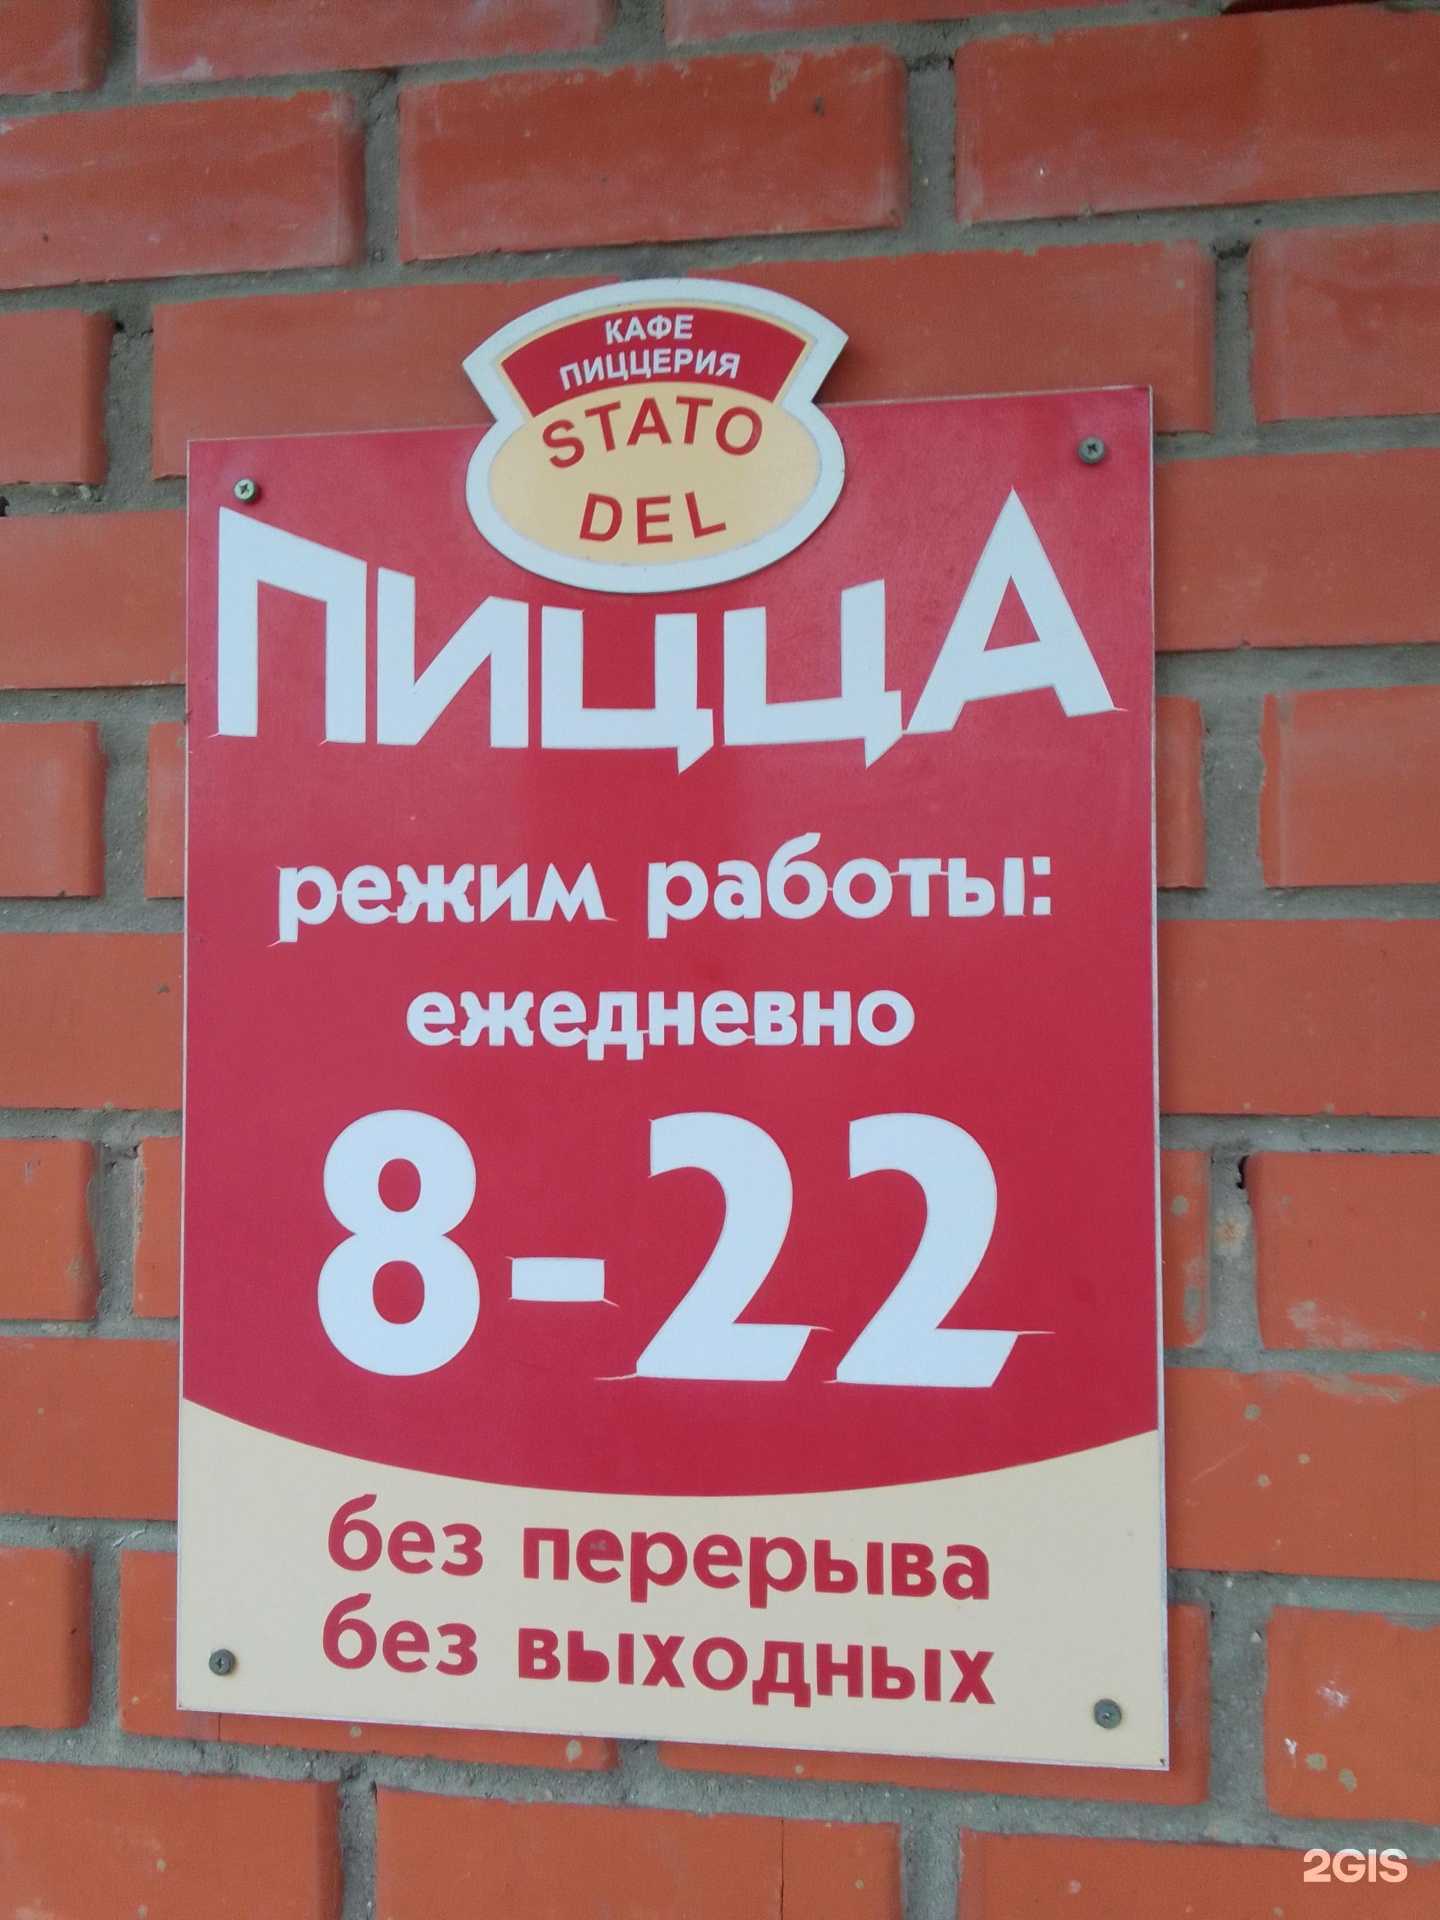 КАФЕ
ПИЦЦЕРИЯ
STATO
DEL
ПИЦЦА
режим работы:
ежедневно
8-22
без перерыва
без выходных
2GIS